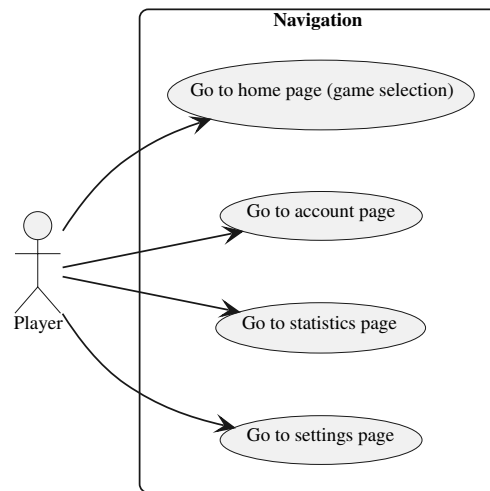 Navigation
Go to home page (game selection)
Go to account page
Player
Go to statistics page
Go to settings page